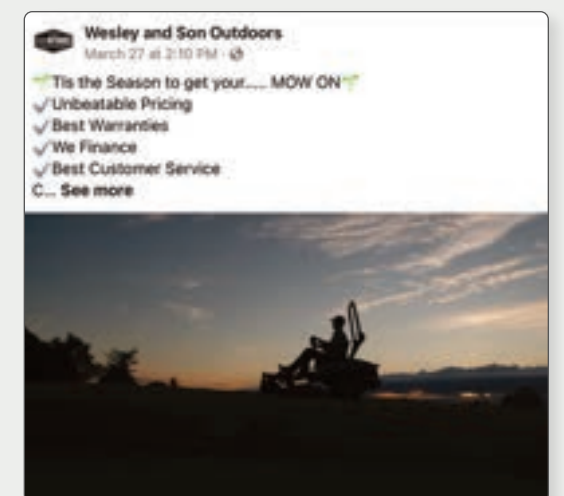 Wesley and Son Outdoors
March 27 at 2:10 PM ·
🌱Tis the Season to get your..... MOW ON🌱
✓Unbeatable Pricing
✓Best Warranties
✓We Finance
✓Best Customer Service
C... See more